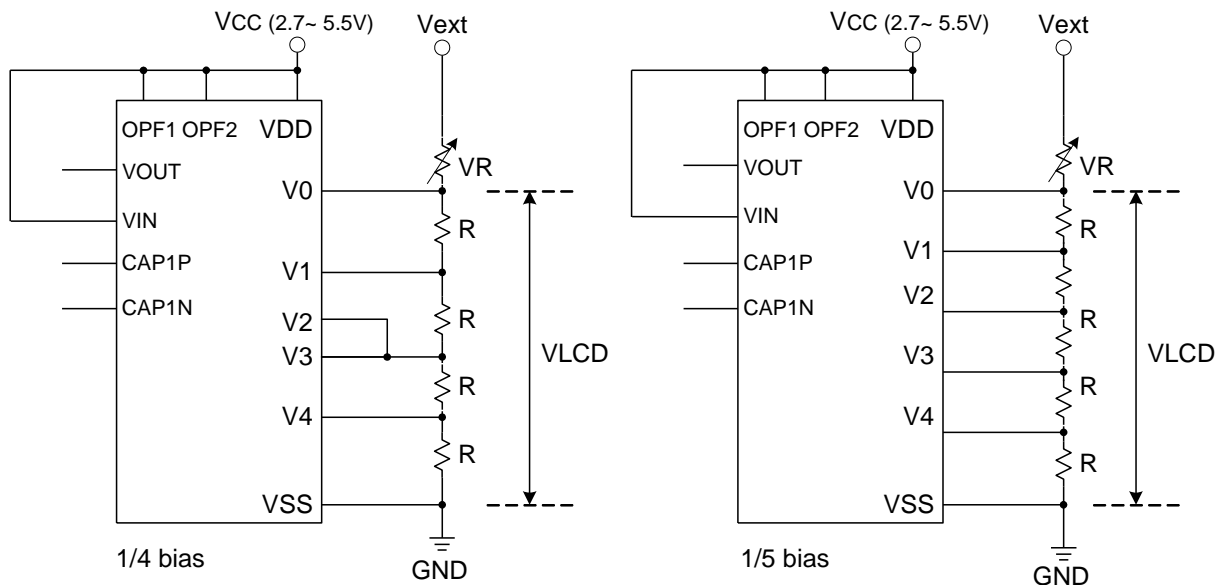 VCC (2.7~ 5.5V)
Vext
OPF1 OPF2 VDD
VOUT
VR
V0
VIN
R
CAP1P
V1
CAP1N
V2
R
V3
VLCD
R
V4
R
VSS
1/4 bias
GND
VCC (2.7~ 5.5V)
Vext
OPF1 OPF2 VDD
VOUT
VR
V0
VIN
R
V1
CAP1P
R
V2
CAP1N
R
V3
VLCD
R
V4
R
VSS
1/5 bias
GND